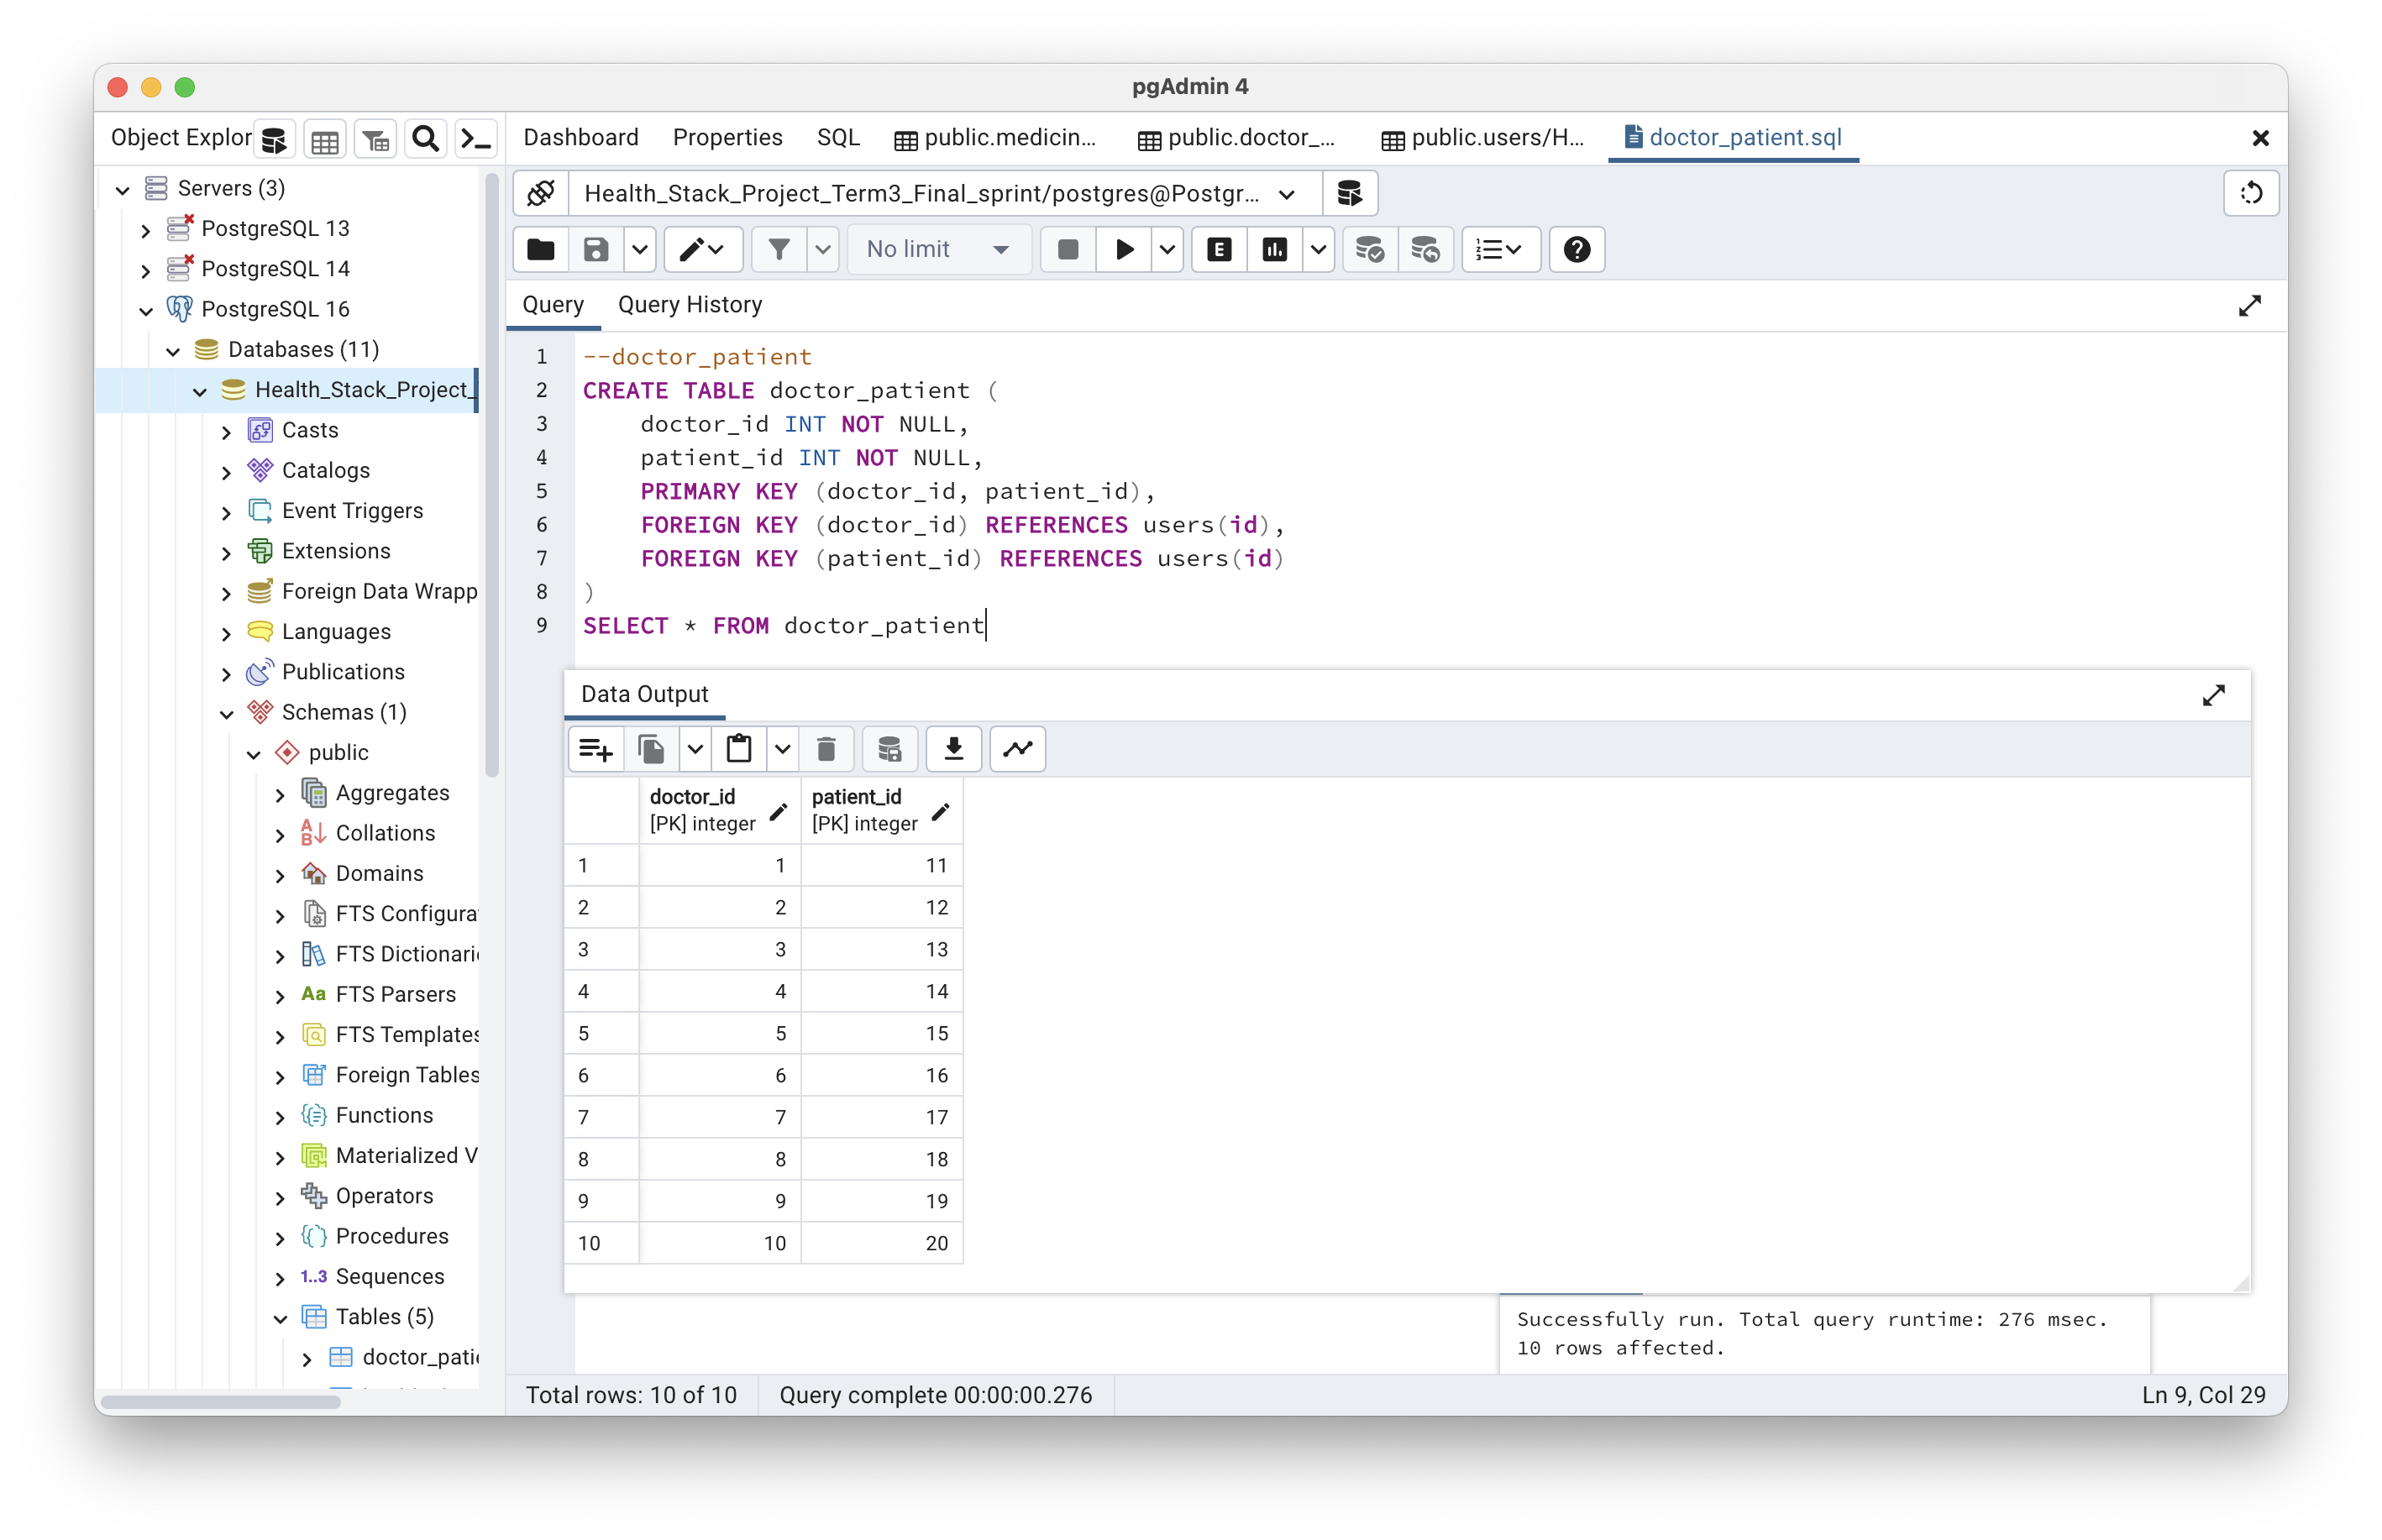 pgAdmin 4
Object Explor
Dashboard Properties SQL public.medicin... public.doctor_... public.users/H... doctor_patient.sql
Servers (3)
PostgreSQL 13
PostgreSQL 14
PostgreSQL 16
Databases (11)
Health_Stack_Project_
Casts
Catalogs
Event Triggers
Extensions
Foreign Data Wrapp
Languages
Publications
Schemas (1)
public
Aggregates
Collations
Domains
FTS Configura
FTS Dictionari
Aa FTS Parsers
FTS Templates
Foreign Tables
Functions
Materialized V
Operators
Procedures
1..3 Sequences
Tables (5)
doctor_patie
Health_Stack_Project_Term3_Final_sprint/postgres@Postgr...
No limit
E
Query Query History
1 --doctor_patient
2 CREATE TABLE doctor_patient (
3 doctor_id INT NOT NULL,
4 patient_id INT NOT NULL,
5 PRIMARY KEY (doctor_id, patient_id),
6 FOREIGN KEY (doctor_id) REFERENCES users(id),
7 FOREIGN KEY (patient_id) REFERENCES users(id)
8 )
9 SELECT * FROM doctor_patient
Data Output
doctor_id patient_id
[PK] integer [PK] integer
1 1 11
2 2 12
3 3 13
4 4 14
5 5 15
6 6 16
7 7 17
8 8 18
9 9 19
10 10 20
Successfully run. Total query runtime: 276 msec.
10 rows affected.
Total rows: 10 of 10 Query complete 00:00:00.276 Ln 9, Col 29